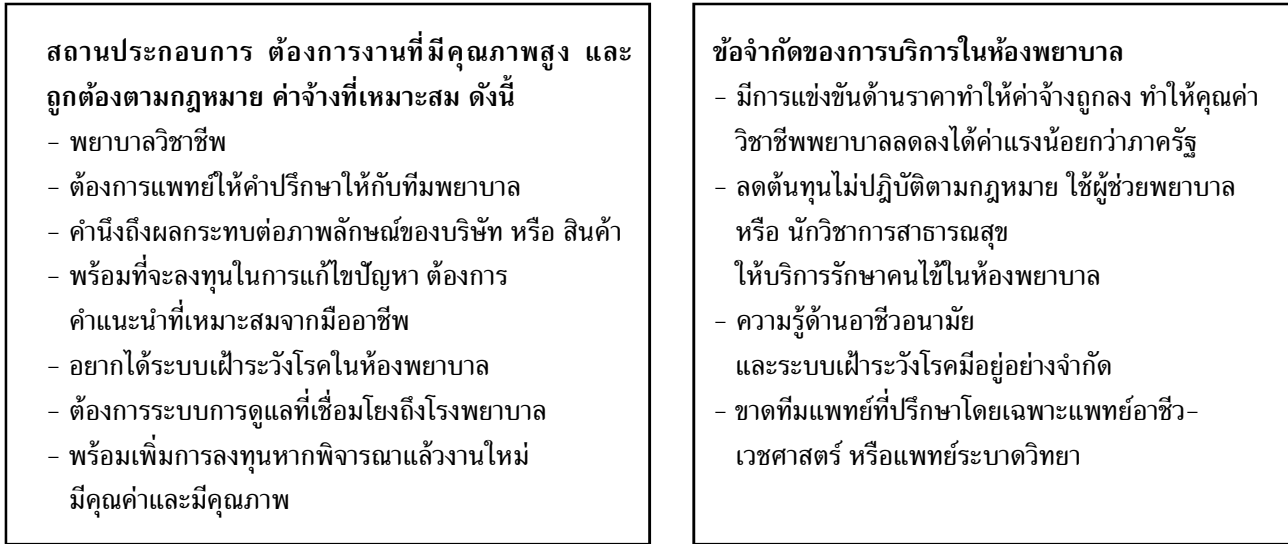 สถานประกอบการ ต้องการงานที่มีคุณภาพสูง และ
ถูกต้องตามกฎหมาย ค่าจ้างที่เหมาะสม ดังนี้
- พยาบาลวิชาชีพ
- ต้องการแพทย์ให้คำปรึกษาให้กับทีมพยาบาล
- คำนึงถึงผลกระทบต่อภาพลักษณ์ของบริษัท หรือ สินค้า
- พร้อมที่จะลงทุนในการแก้ไขปัญหา ต้องการ
คำแนะนำที่เหมาะสมจากมืออาชีพ
- อยากได้ระบบเฝ้าระวังโรคในห้องพยาบาล
- ต้องการระบบการดูแลที่เชื่อมโยงถึงโรงพยาบาล
- พร้อมเพิ่มการลงทุนหากพิจารณาแล้วงานใหม่
มีคุณค่าและมีคุณภาพ
ข้อจำกัดของการบริการในห้องพยาบาล
- มีการแข่งขันด้านราคาทำให้ค่าจ้างถูกลง ทำให้คุณค่า
วิชาชีพพยาบาลลดลงได้ค่าแรงน้อยกว่าภาครัฐ
- ลดต้นทุนไม่ปฎิบัติตามกฎหมาย ใช้ผู้ช่วยพยาบาล
หรือ นักวิชาการสาธารณสุข
ให้บริการรักษาคนไข้ในห้องพยาบาล
- ความรู้ด้านอาชีวอนามัย
และระบบเฝ้าระวังโรคมีอยู่อย่างจำกัด
- ขาดทีมแพทย์ที่ปรึกษาโดยเฉพาะแพทย์อาชีว-
เวชศาสตร์ หรือแพทย์ระบาดวิทยา